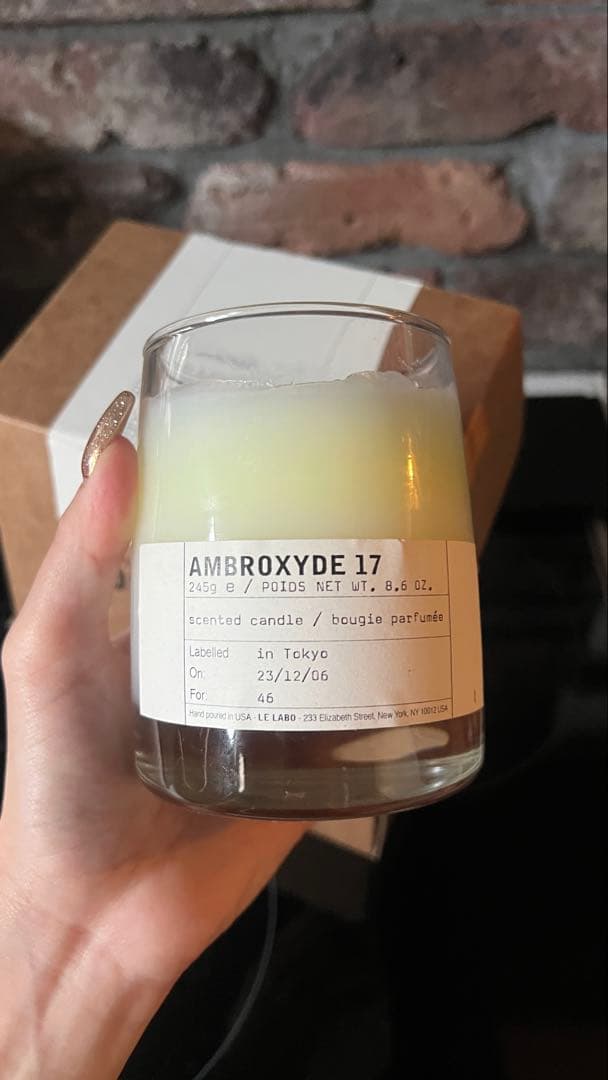 AMBROXYDE 17
245g e / POIDS NET WT. 8.6 OZ.
scented candle / bougie parfumée
Labelled: in Tokyo
On: 23/12/06
For: 46
Hand poured in USA - LE LABO - 233 Elizabeth Street, New York, NY 10012 USA